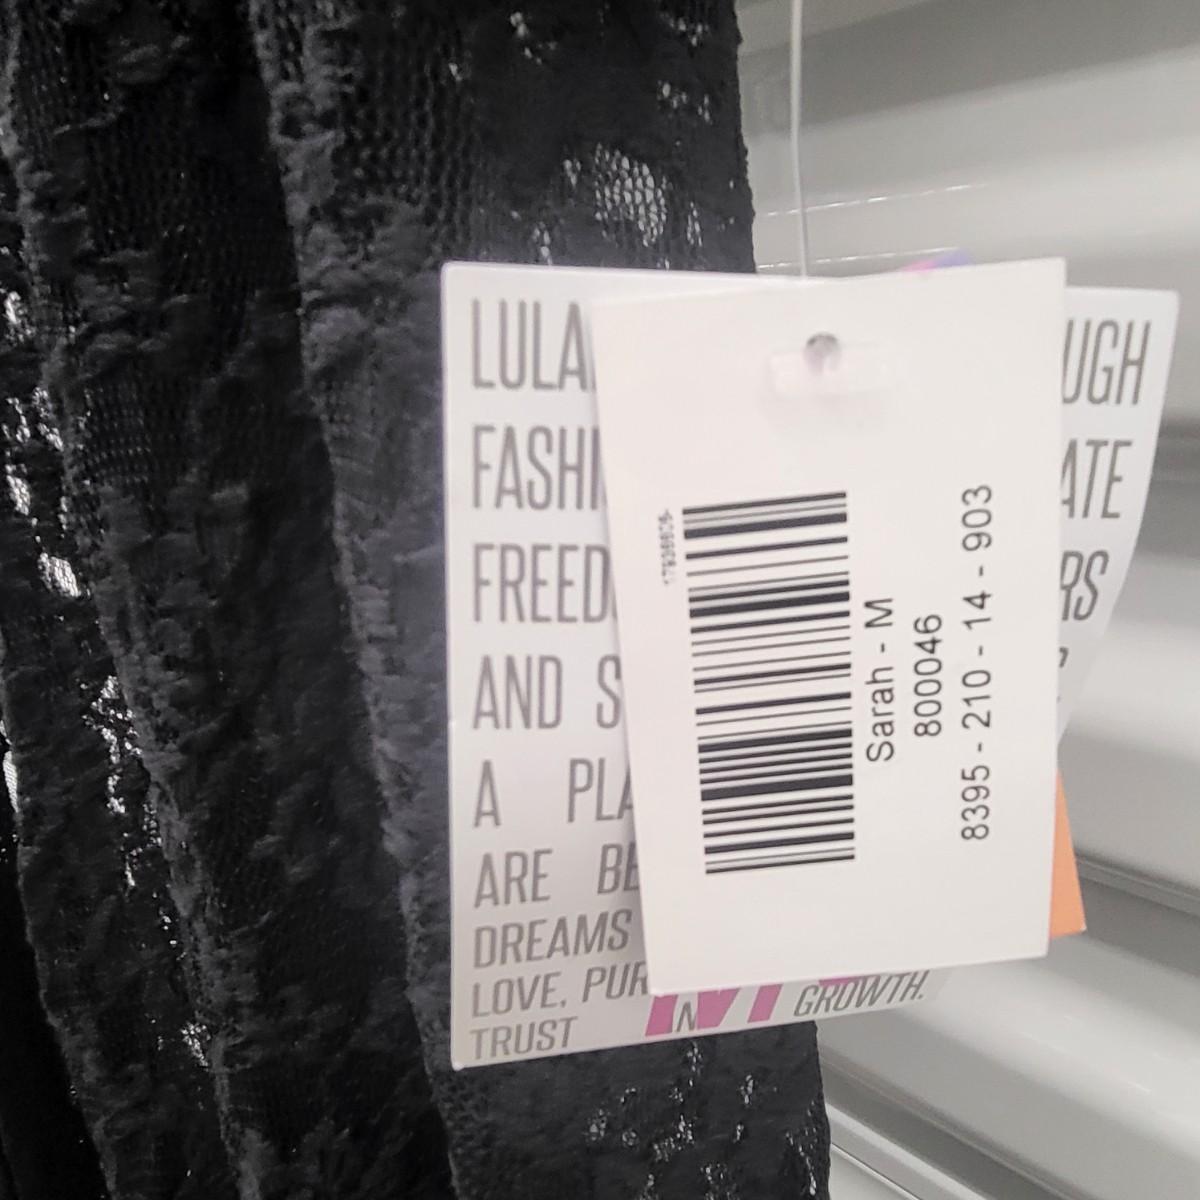 LULA
UGH
FASHI
ATE
FREED
RS
AND S
A PLA
ARE BE
DREAMS
LOVE, PUR
GROWTH.
TRUST
IN
M
Sarah - M
800046
8395 - 210 - 14 - 903